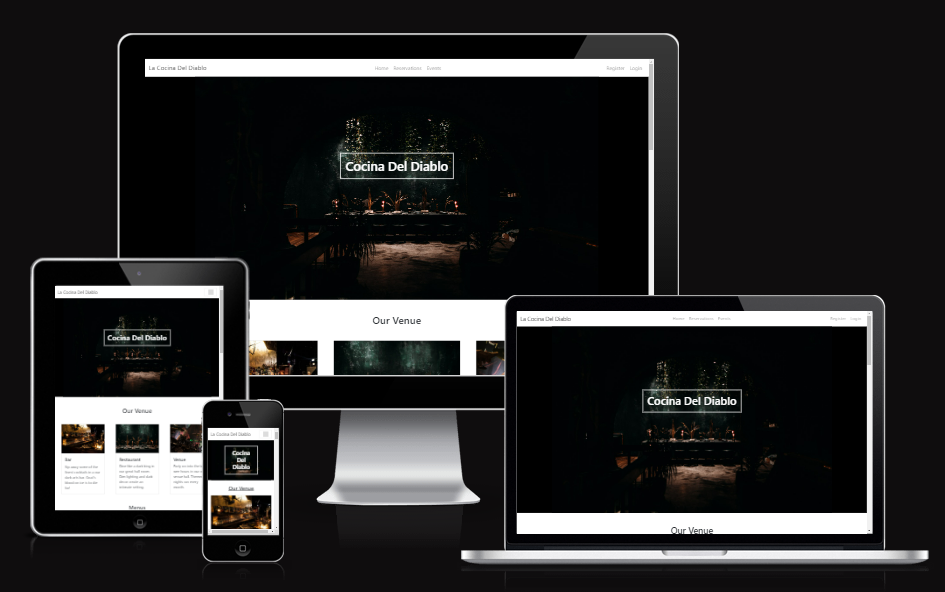 La Cocina Del Diablo
Home Reservations Events
Register Login
Cocina Del Diablo
Our Venue
La Cocina Del Diablo
Cocina Del Diablo
Our Venue
Bar
Restaurant
Venue
Menus
La Cocina Del Diablo
Cocina
Del
Diablo
Our Venue
La Cocina Del Diablo
Home Reservations Events
Register Login
Cocina Del Diablo
Our Venue